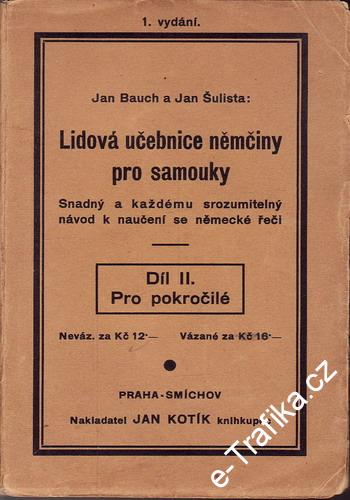 1. vydání.
Jan Bauch a Jan Šulista:
Lidová učebnice němčiny
pro samouky
Snadný a každému srozumitelný
návod k naučení se německé řeči
Díl II.
Pro pokročilé
Neváz. za Kč 12·— Vázané za Kč 16·—
PRAHA-SMÍCHOV
Nakladatel JAN KOTÍK knihkupec
e-Trafika.cz